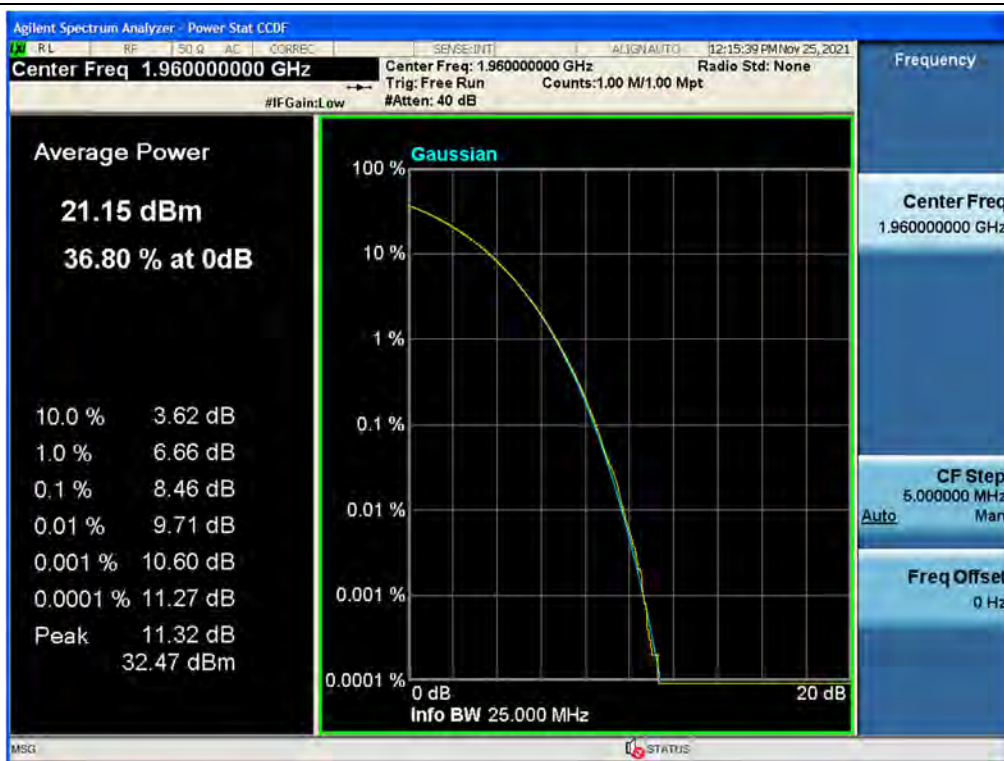 Agilent Spectrum Analyzer - Power Stat CCDF
LXI RL RF 50 Ω AC CORREC SENSE:INT ALIGNAUTO 12:15:39 PM Nov 25, 2021
Center Freq 1.960000000 GHz
Center Freq: 1.960000000 GHz Radio Std: None
Trig: Free Run Counts:1.00 M/1.00 Mpt
#IFGain:Low #Atten: 40 dB
Frequency
Average Power
21.15 dBm
36.80 % at 0dB
10.0 % 3.62 dB
1.0 % 6.66 dB
0.1 % 8.46 dB
0.01 % 9.71 dB
0.001 % 10.60 dB
0.0001 % 11.27 dB
Peak 11.32 dB
32.47 dBm
Gaussian
100 %
10 %
1 %
0.1 %
0.01 %
0.001 %
0.0001 %
0 dB 20 dB
Info BW 25.000 MHz
Center Freq
1.960000000 GHz
CF Step
5.000000 MHz
Auto Man
Freq Offset
0 Hz
MSG STATUS